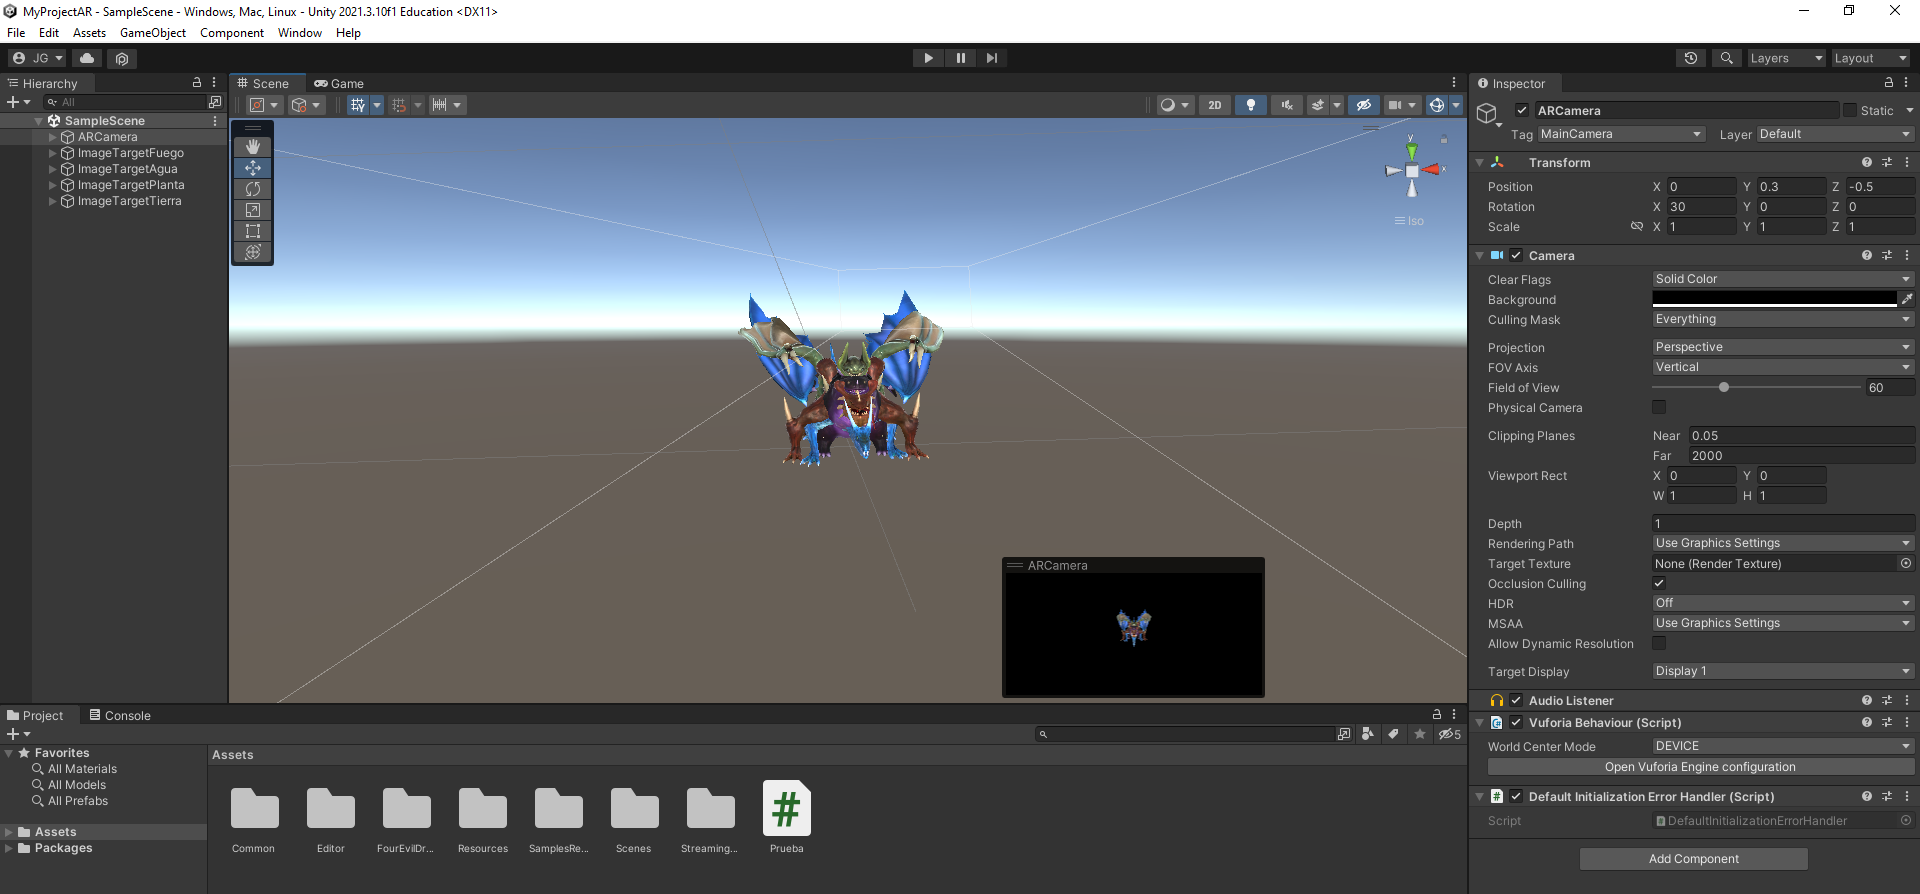 MyProjectAR - SampleScene - Windows, Mac, Linux - Unity 2021.3.10f1 Education <DX11>
File Edit Assets GameObject Component Window Help
JG
Layers Layout
Hierarchy
All
SampleScene
ARCamera
ImageTargetFuego
ImageTargetAgua
ImageTargetPlanta
ImageTargetTierra
Scene Game
2D
y
x
Iso
ARCamera
Inspector
ARCamera Static
Tag MainCamera Layer Default
Transform
Position X 0 Y 0.3 Z -0.5
Rotation X 30 Y 0 Z 0
Scale X 1 Y 1 Z 1
Camera
Clear Flags Solid Color
Background
Culling Mask Everything
Projection Perspective
FOV Axis Vertical
Field of View 60
Physical Camera
Clipping Planes Near 0.05
Far 2000
Viewport Rect X 0 Y 0
W 1 H 1
Depth 1
Rendering Path Use Graphics Settings
Target Texture None (Render Texture)
Occlusion Culling
HDR Off
MSAA Use Graphics Settings
Allow Dynamic Resolution
Target Display Display 1
Audio Listener
Vuforia Behaviour (Script)
World Center Mode DEVICE
Open Vuforia Engine configuration
Default Initialization Error Handler (Script)
Script DefaultInitializationErrorHandler
Add Component
Project Console
5
Favorites
All Materials
All Models
All Prefabs
Assets
Packages
Assets
Common Editor FourEvilDr... Resources SamplesRe... Scenes Streaming... Prueba